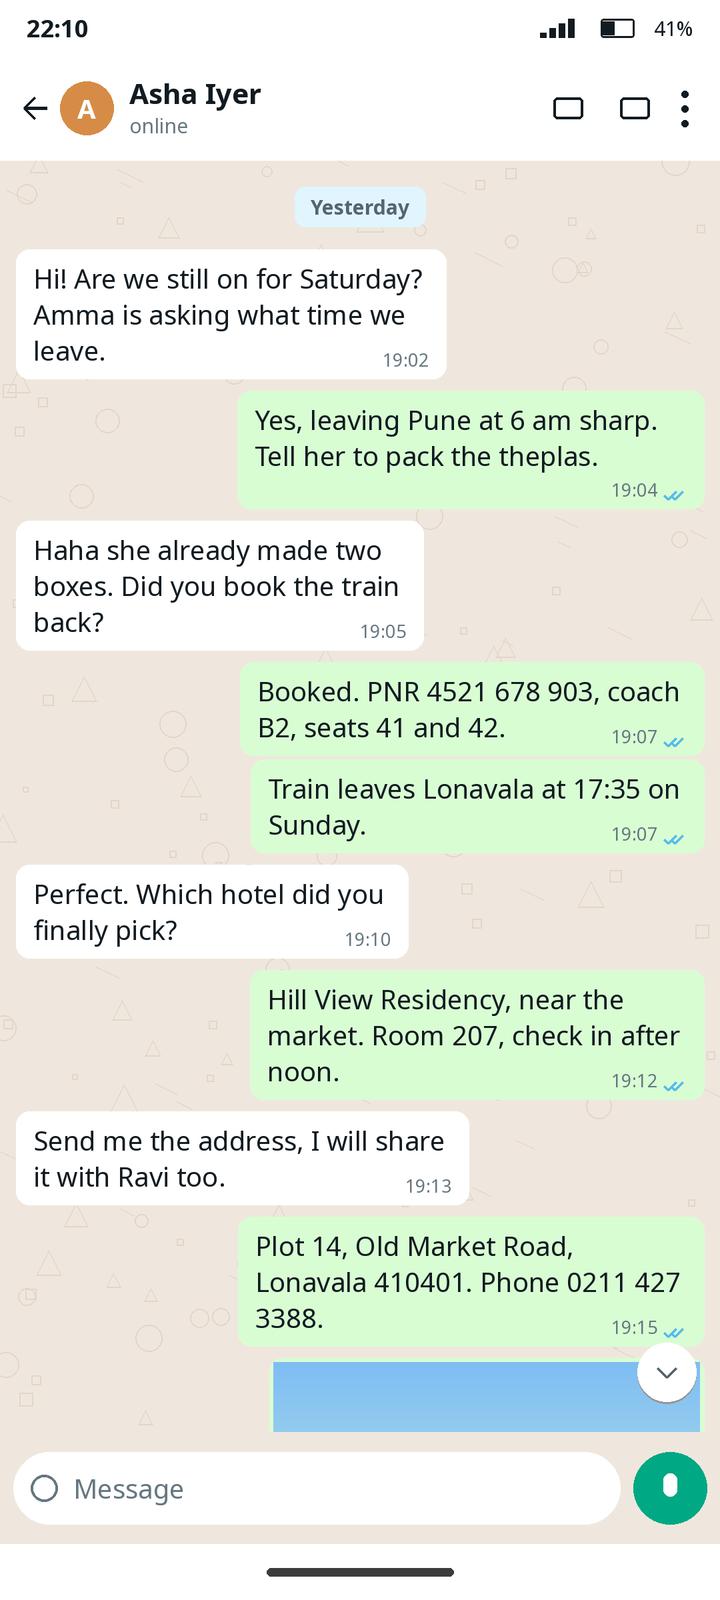 22:10
41%
A
Asha Iyer
online
Yesterday
Hi! Are we still on for Saturday?
Amma is asking what time we
leave.
19:02
Yes, leaving Pune at 6 am sharp.
Tell her to pack the theplas.
19:04
Haha she already made two
boxes. Did you book the train
back?
19:05
Booked. PNR 4521 678 903, coach
B2, seats 41 and 42.
19:07
Train leaves Lonavala at 17:35 on
Sunday.
19:07
Perfect. Which hotel did you
finally pick?
19:10
Hill View Residency, near the
market. Room 207, check in after
noon.
19:12
Send me the address, I will share
it with Ravi too.
19:13
Plot 14, Old Market Road,
Lonavala 410401. Phone 0211 427
3388.
19:15
Message